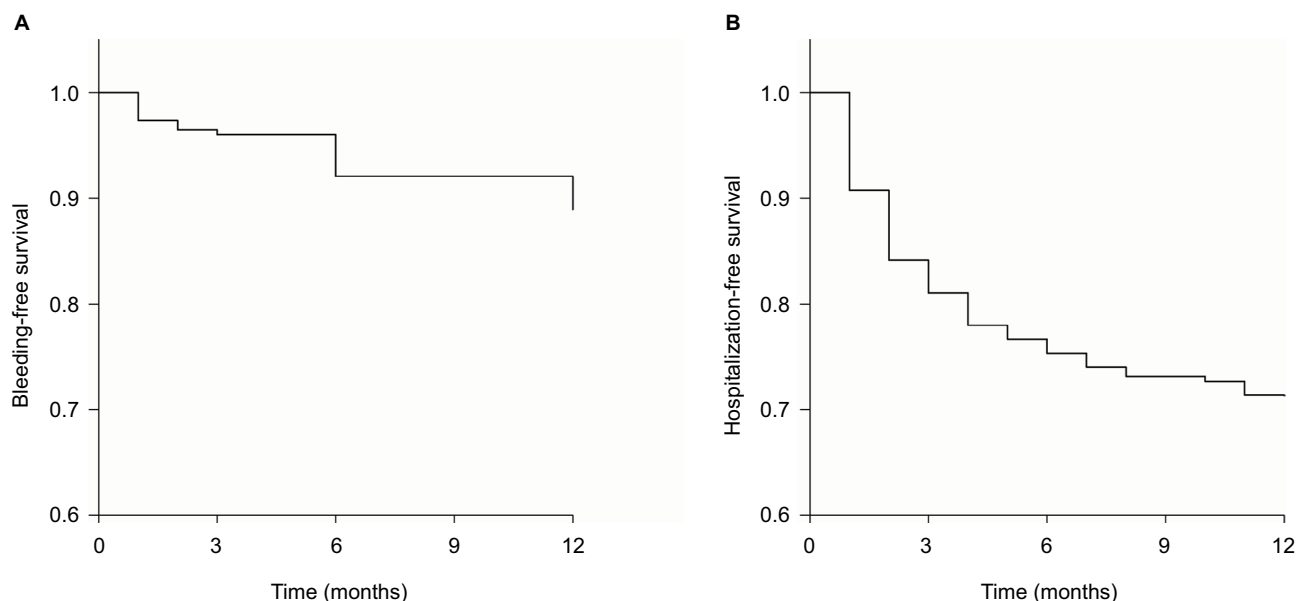 A
Bleeding-free survival
1.0
0.9
0.8
0.7
0.6
0 3 6 9 12
Time (months)
B
Hospitalization-free survival
1.0
0.9
0.8
0.7
0.6
0 3 6 9 12
Time (months)